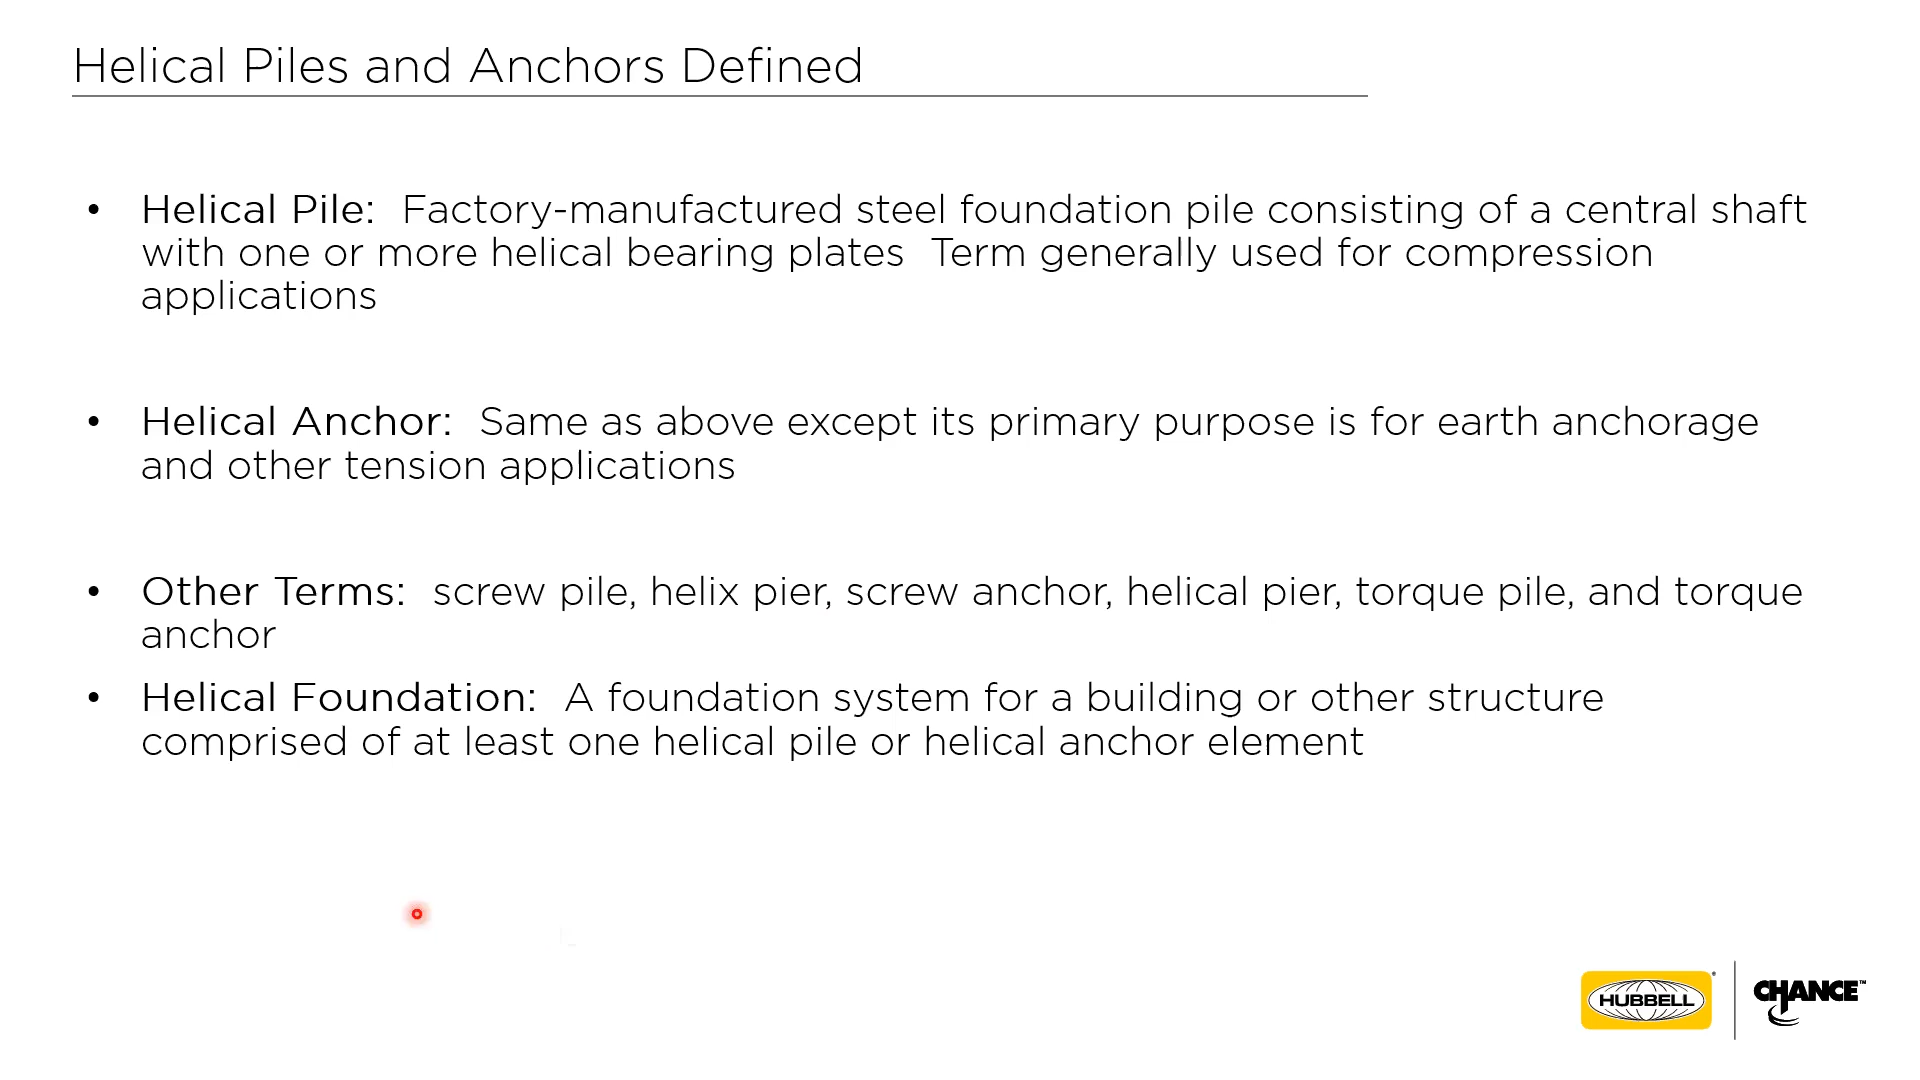 Helical Piles and Anchors Defined
• Helical Pile:  Factory-manufactured steel foundation pile consisting of a central shaft
with one or more helical bearing plates  Term generally used for compression
applications
• Helical Anchor:  Same as above except its primary purpose is for earth anchorage
and other tension applications
• Other Terms:  screw pile, helix pier, screw anchor, helical pier, torque pile, and torque
anchor
• Helical Foundation:  A foundation system for a building or other structure
comprised of at least one helical pile or helical anchor element
HUBBELL®
CHANCE™